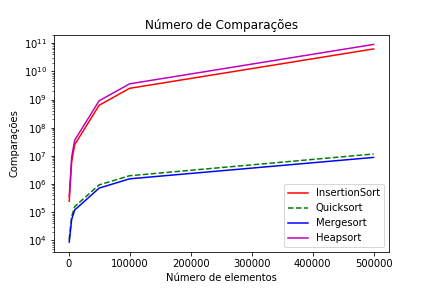 Número de Comparações
10¹¹
10¹⁰
10⁹
10⁸
10⁷
10⁶
10⁵
10⁴
Comparações
InsertionSort
Quicksort
Mergesort
Heapsort
0 100000 200000 300000 400000 500000
Número de elementos